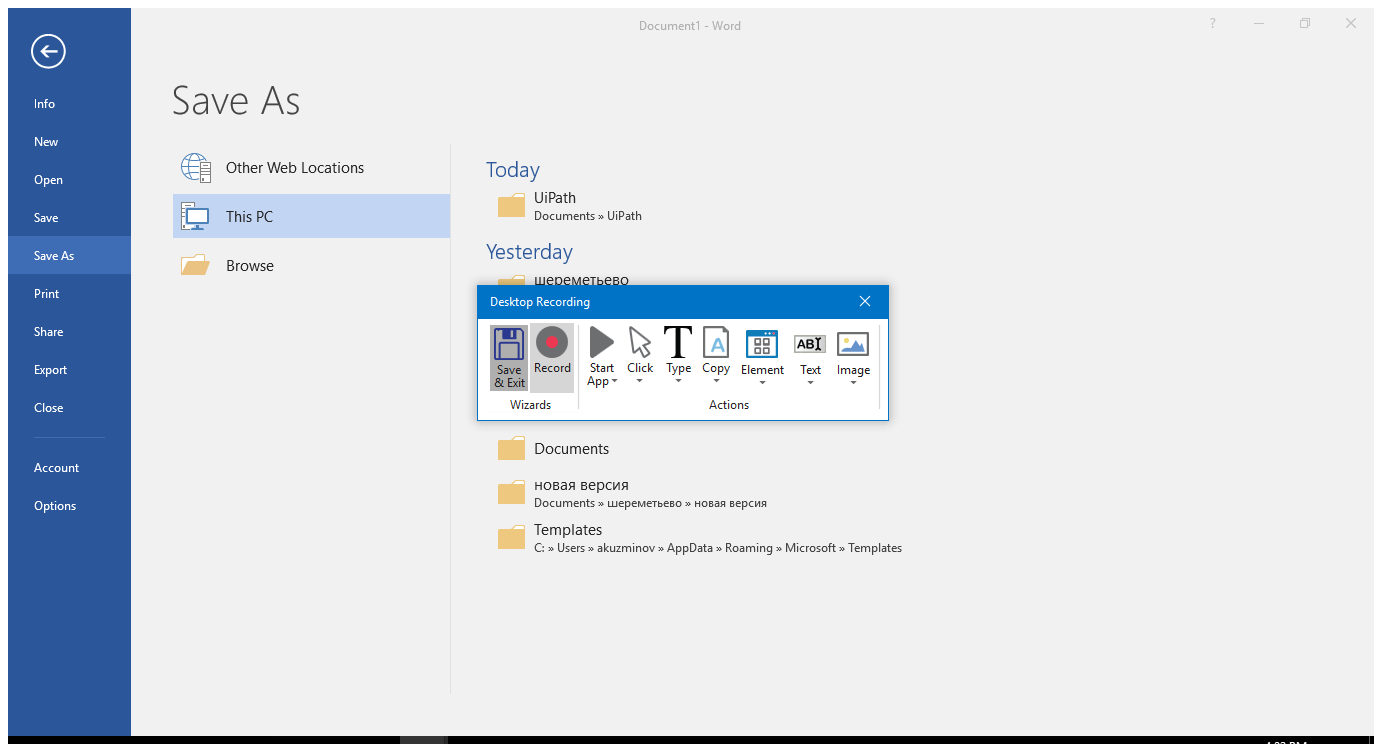 Document1 - Word
?
Info
New
Open
Save
Save As
Print
Share
Export
Close
Account
Options
Save As
Other Web Locations
This PC
Browse
Today
UiPath
Documents » UiPath
Yesterday
шереметьево
Desktop Recording
Save
& Exit
Record
Wizards
Start
App
Click
Type
Copy
Element
Text
Image
Actions
Documents
новая версия
Documents » шереметьево » новая версия
Templates
C: » Users » akuzminov » AppData » Roaming » Microsoft » Templates